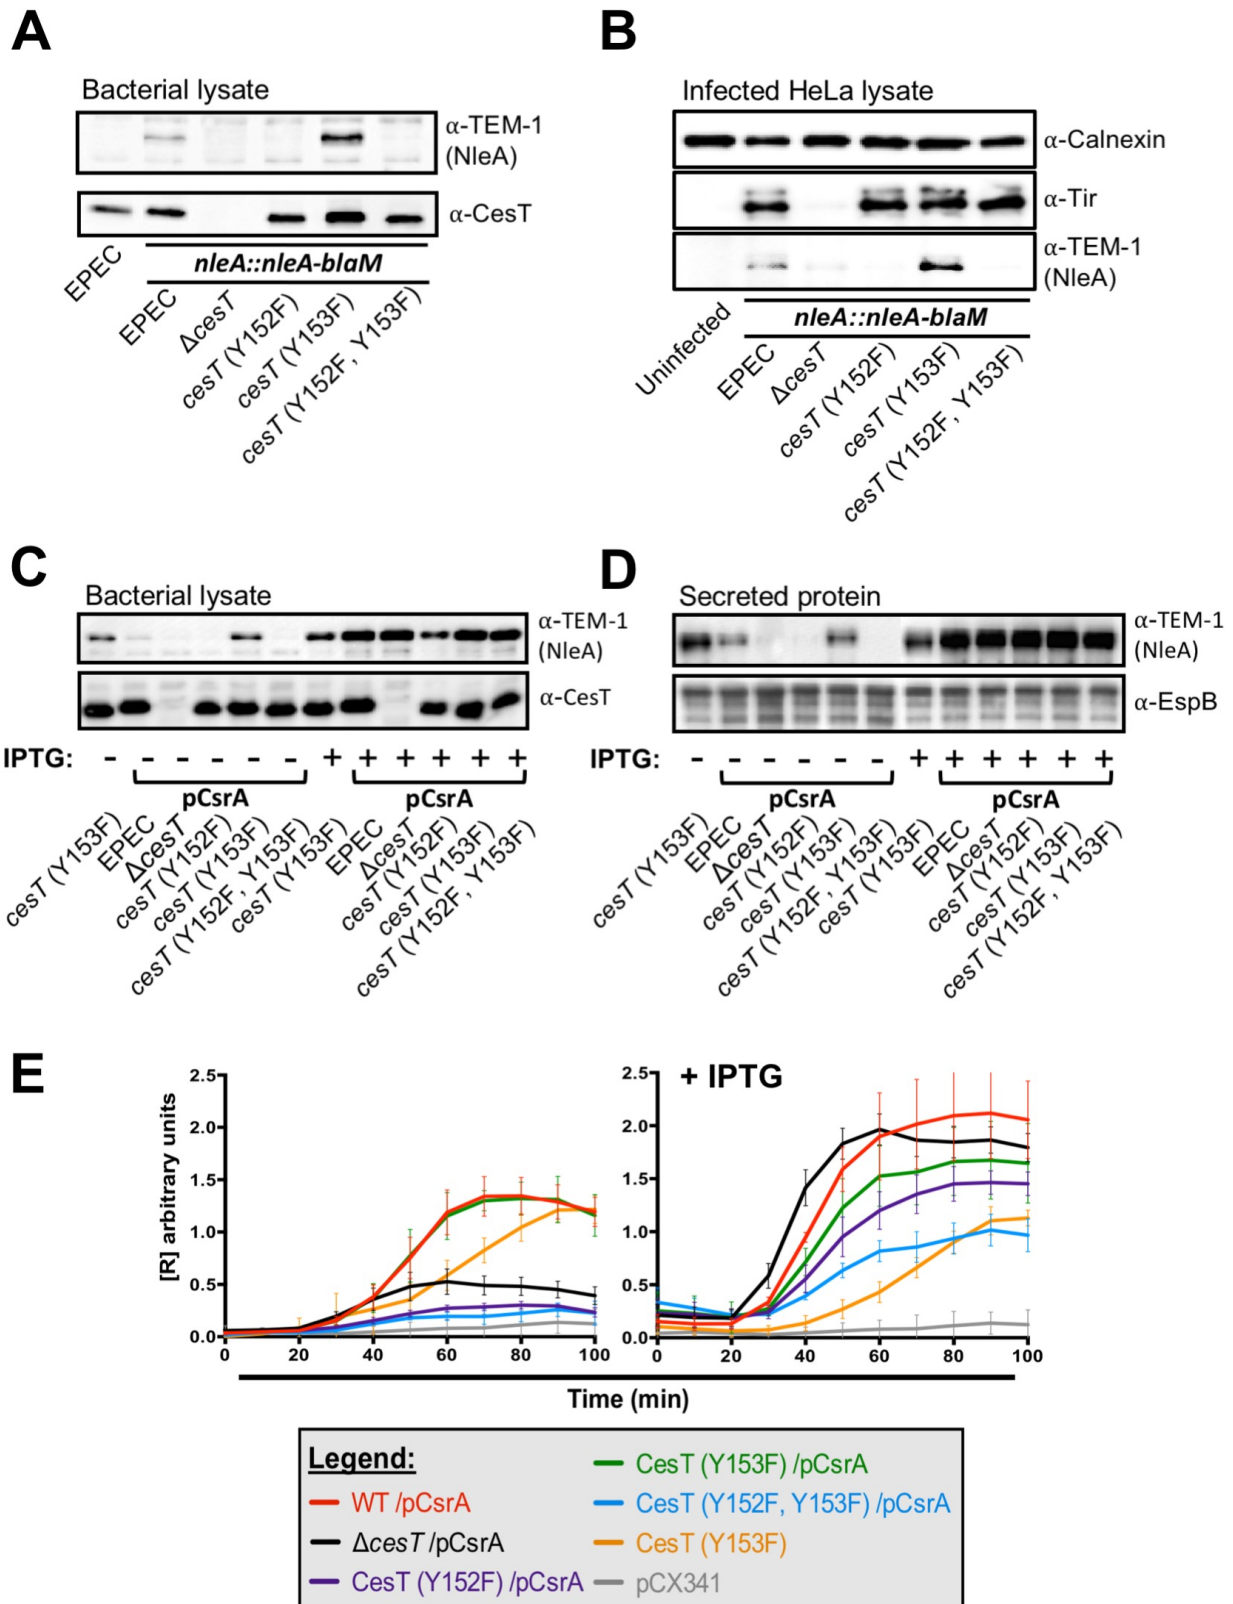 A
Bacterial lysate
α-TEM-1
(NleA)
α-CesT
EPEC
nleA::nleA-blaM
EPEC
ΔcesT
cesT (Y152F)
cesT (Y153F)
cesT (Y152F, Y153F)
B
Infected HeLa lysate
α-Calnexin
α-Tir
α-TEM-1
(NleA)
Uninfected
nleA::nleA-blaM
EPEC
ΔcesT
cesT (Y152F)
cesT (Y153F)
cesT (Y152F, Y153F)
C
Bacterial lysate
α-TEM-1
(NleA)
α-CesT
IPTG: - - - - - - + + + + + +
pCsrA pCsrA
cesT (Y153F)
EPEC
ΔcesT
cesT (Y152F)
cesT (Y153F)
cesT (Y152F, Y153F)
cesT (Y153F)
EPEC
ΔcesT
cesT (Y152F)
cesT (Y153F)
cesT (Y152F, Y153F)
D
Secreted protein
α-TEM-1
(NleA)
α-EspB
IPTG: - - - - - - + + + + + +
pCsrA pCsrA
cesT (Y153F)
EPEC
ΔcesT
cesT (Y152F)
cesT (Y153F)
cesT (Y152F, Y153F)
cesT (Y153F)
EPEC
ΔcesT
cesT (Y152F)
cesT (Y153F)
cesT (Y152F, Y153F)
E
[R] arbitrary units
2.5
2.0
1.5
1.0
0.5
0.0
0 20 40 60 80 100
+ IPTG
2.5
2.0
1.5
1.0
0.5
0.0
0 20 40 60 80 100
Time (min)
Legend:
WT /pCsrA
ΔcesT /pCsrA
CesT (Y152F) /pCsrA
CesT (Y153F) /pCsrA
CesT (Y152F, Y153F) /pCsrA
CesT (Y153F)
pCX341